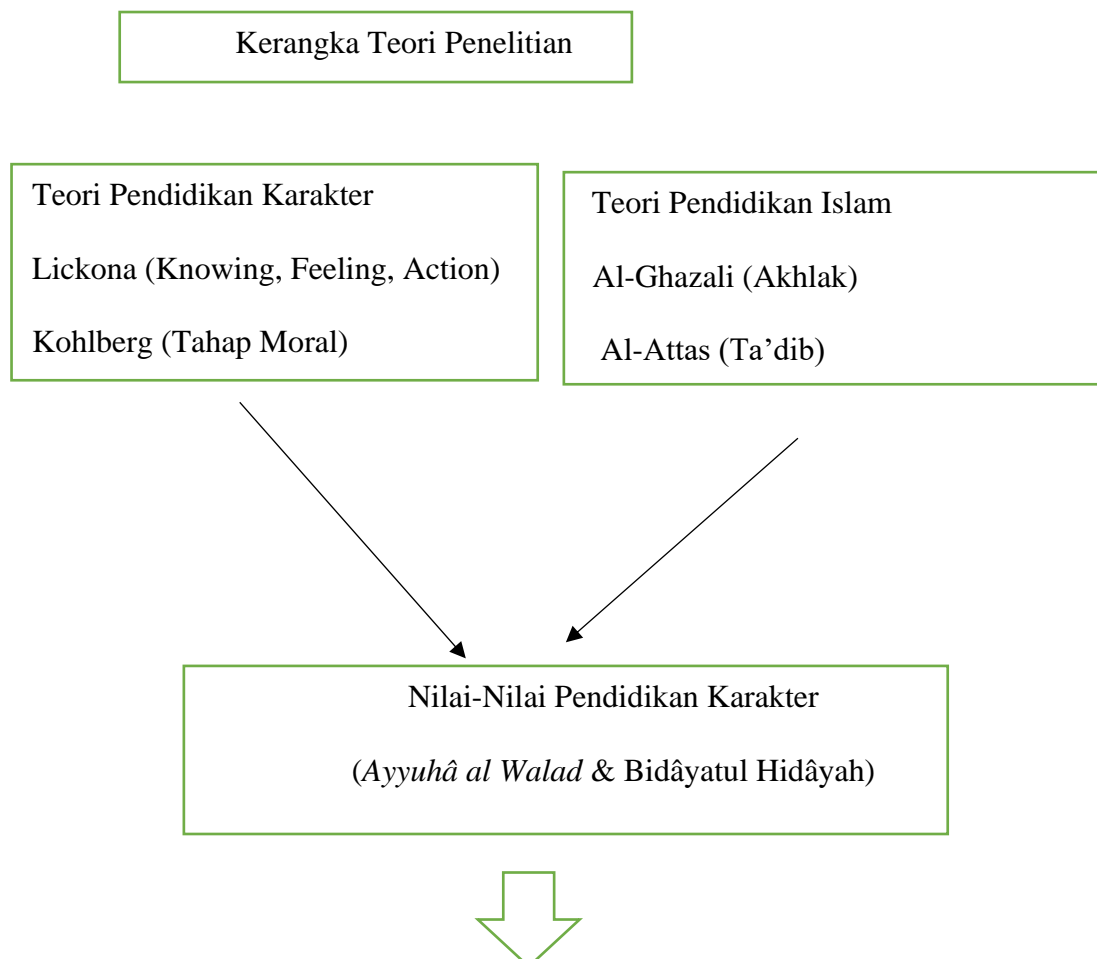 Kerangka Teori Penelitian
Teori Pendidikan Karakter
Lickona (Knowing, Feeling, Action)
Kohlberg (Tahap Moral)
Teori Pendidikan Islam
Al-Ghazali (Akhlak)
Al-Attas (Ta’dib)
Nilai-Nilai Pendidikan Karakter
(Ayyuhâ al Walad & Bidâyatul Hidâyah)